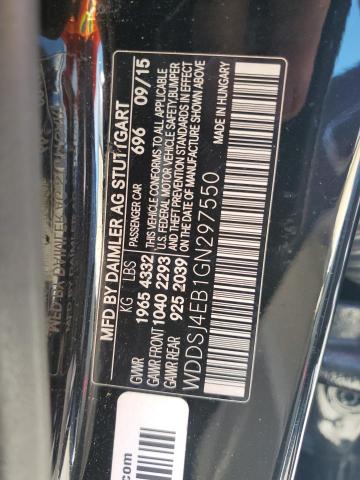 MFD BY DAIMLER AG STUTTGART
PASSENGER CAR 696 09/15
KG LBS
GVWR 1965 4332
GAWR FRONT 1040 2293
GAWR REAR 925 2039
THIS VEHICLE CONFORMS TO ALL APPLICABLE
U.S. FEDERAL MOTOR VEHICLE SAFETY, BUMPER
AND THEFT PREVENTION STANDARDS IN EFFECT
ON THE DATE OF MANUFACTURE SHOWN ABOVE
WDDSJ4EB1GN297550
MADE IN HUNGARY
.com